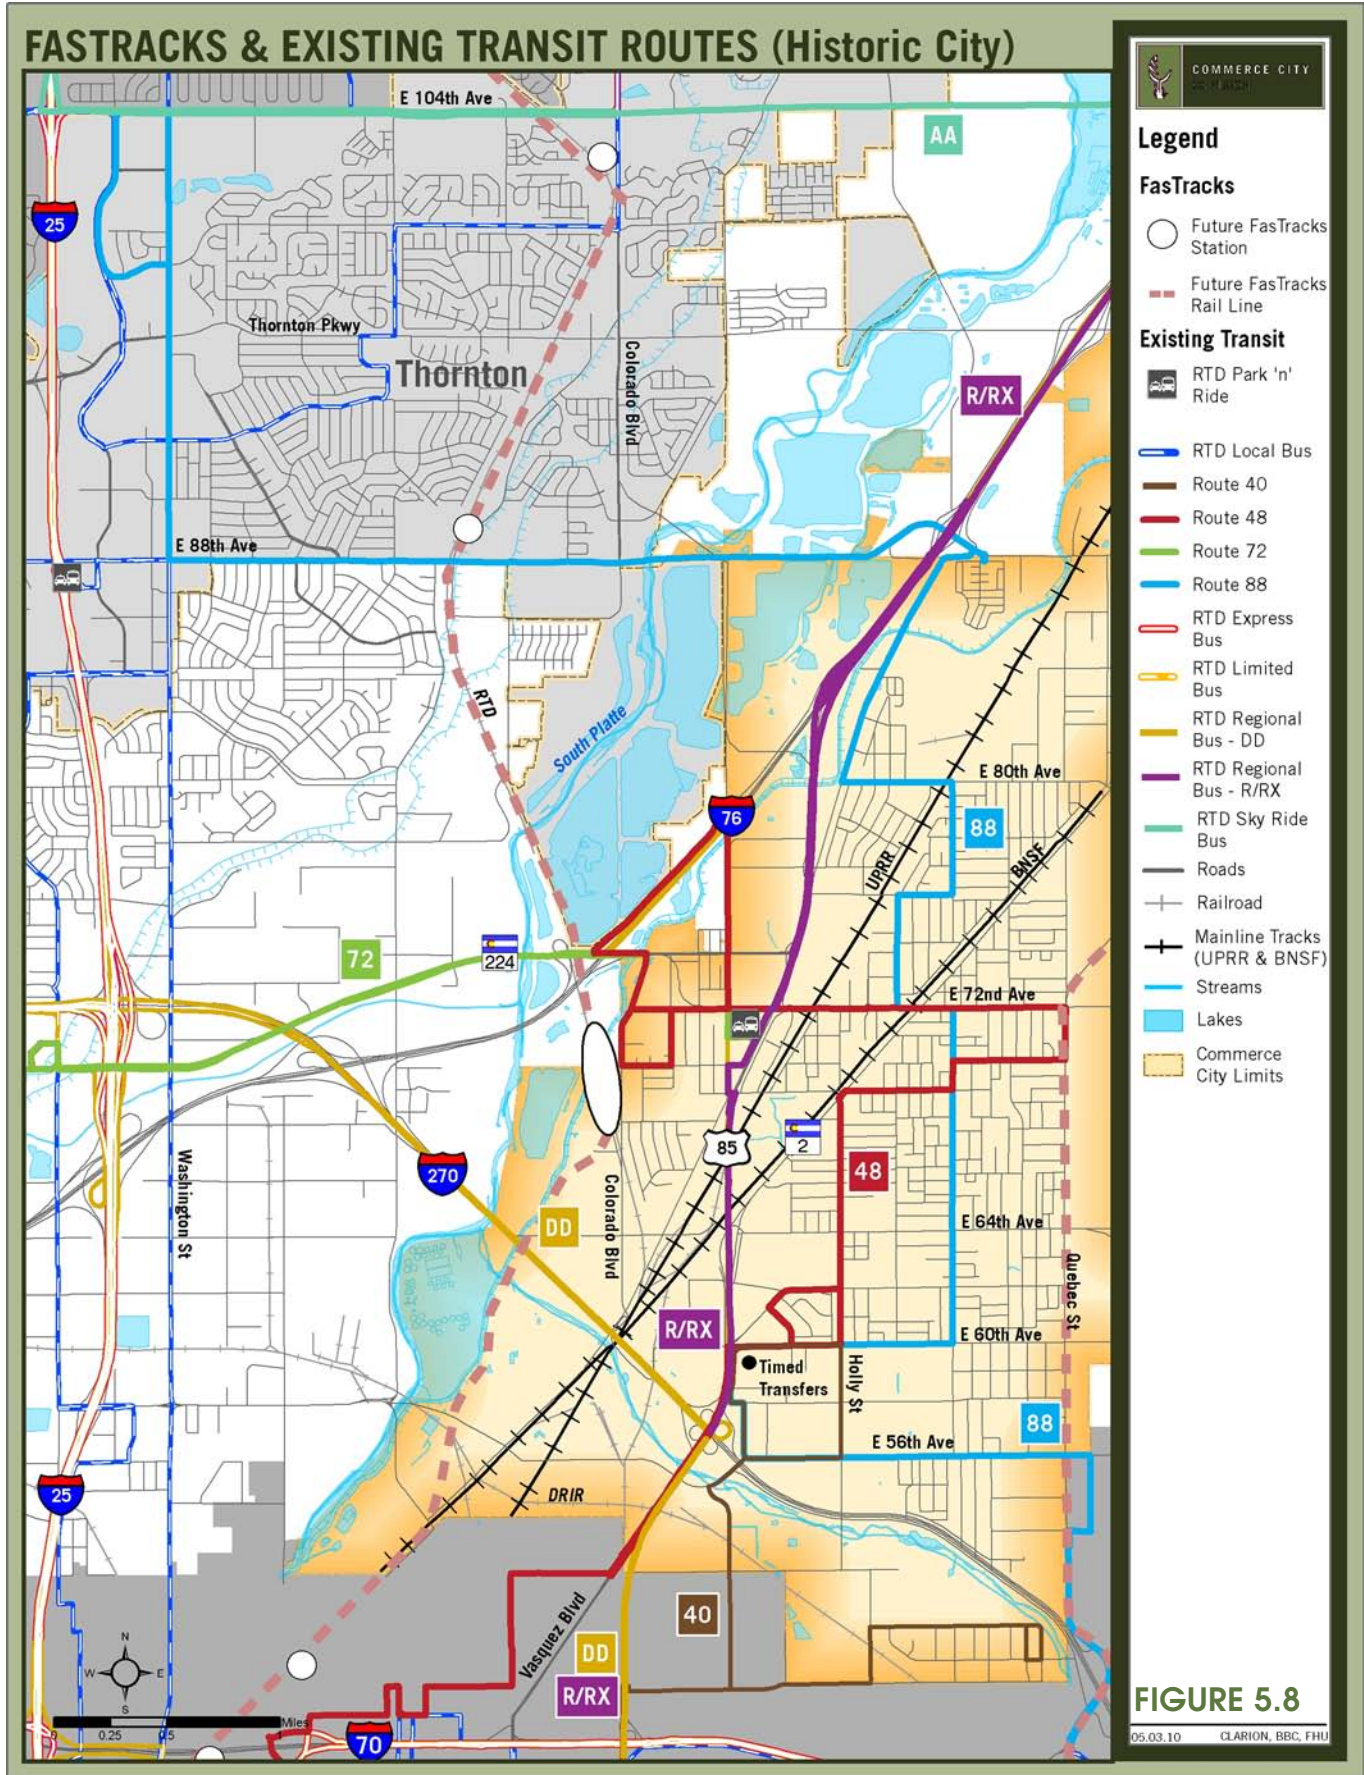 FASTRACKS & EXISTING TRANSIT ROUTES (Historic City)
E 104th Ave
AA
25
Thornton Pkwy
Thornton
Colorado Blvd
R/RX
E 88th Ave
RTD
South Platte
E 80th Ave
76
88
UPRR
BNSF
72
224
E 72nd Ave
85
2
48
270
Washington St
Colorado Blvd
DD
E 64th Ave
Quebec St
R/RX
E 60th Ave
Timed
Transfers
Holly St
88
E 56th Ave
25
DRIR
40
Vasquez Blvd
DD
R/RX
N
W
E
S
Miles
0
0.25
0.5
1
70
COMMERCE CITY
Legend
FasTracks
Future FasTracks
Station
Future FasTracks
Rail Line
Existing Transit
RTD Park 'n'
Ride
RTD Local Bus
Route 40
Route 48
Route 72
Route 88
RTD Express
Bus
RTD Limited
Bus
RTD Regional
Bus - DD
RTD Regional
Bus - R/RX
RTD Sky Ride
Bus
Roads
Railroad
Mainline Tracks
(UPRR & BNSF)
Streams
Lakes
Commerce
City Limits
FIGURE 5.8
05.03.10
CLARION, BBC, FHU